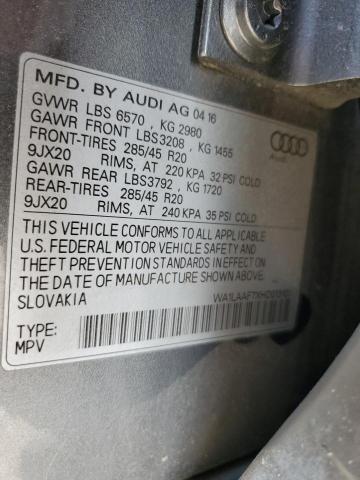 MFD. BY AUDI AG 04 16
GVWR LBS 6570 , KG 2980
GAWR FRONT LBS3208 , KG 1455
FRONT-TIRES 285/45 R20
9JX20 RIMS, AT 220 KPA 32 PSI COLD
GAWR REAR LBS3792 , KG 1720
REAR-TIRES 285/45 R20
9JX20 RIMS, AT 240 KPA 35 PSI COLD
THIS VEHICLE CONFORMS TO ALL APPLICABLE
U.S. FEDERAL MOTOR VEHICLE SAFETY AND
THEFT PREVENTION STANDARDS IN EFFECT ON
THE DATE OF MANUFACTURE SHOWN ABOVE.
SLOVAKIA
TYPE:
MPV
Audi